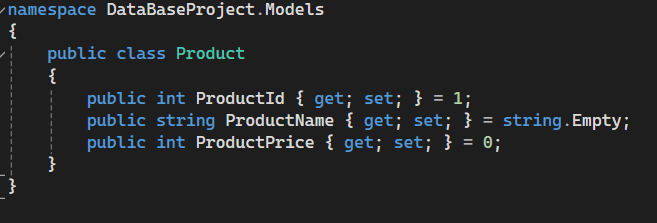 namespace DataBaseProject.Models
{
    public class Product
    {
        public int ProductId { get; set; } = 1;
        public string ProductName { get; set; } = string.Empty;
        public int ProductPrice { get; set; } = 0;
    }
}